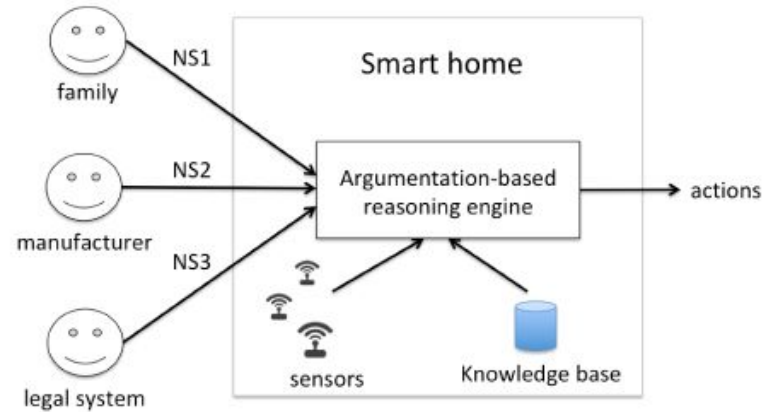 NS1
Smart home
family
NS2
Argumentation-based
reasoning engine
actions
manufacturer
NS3
sensors
Knowledge base
legal system